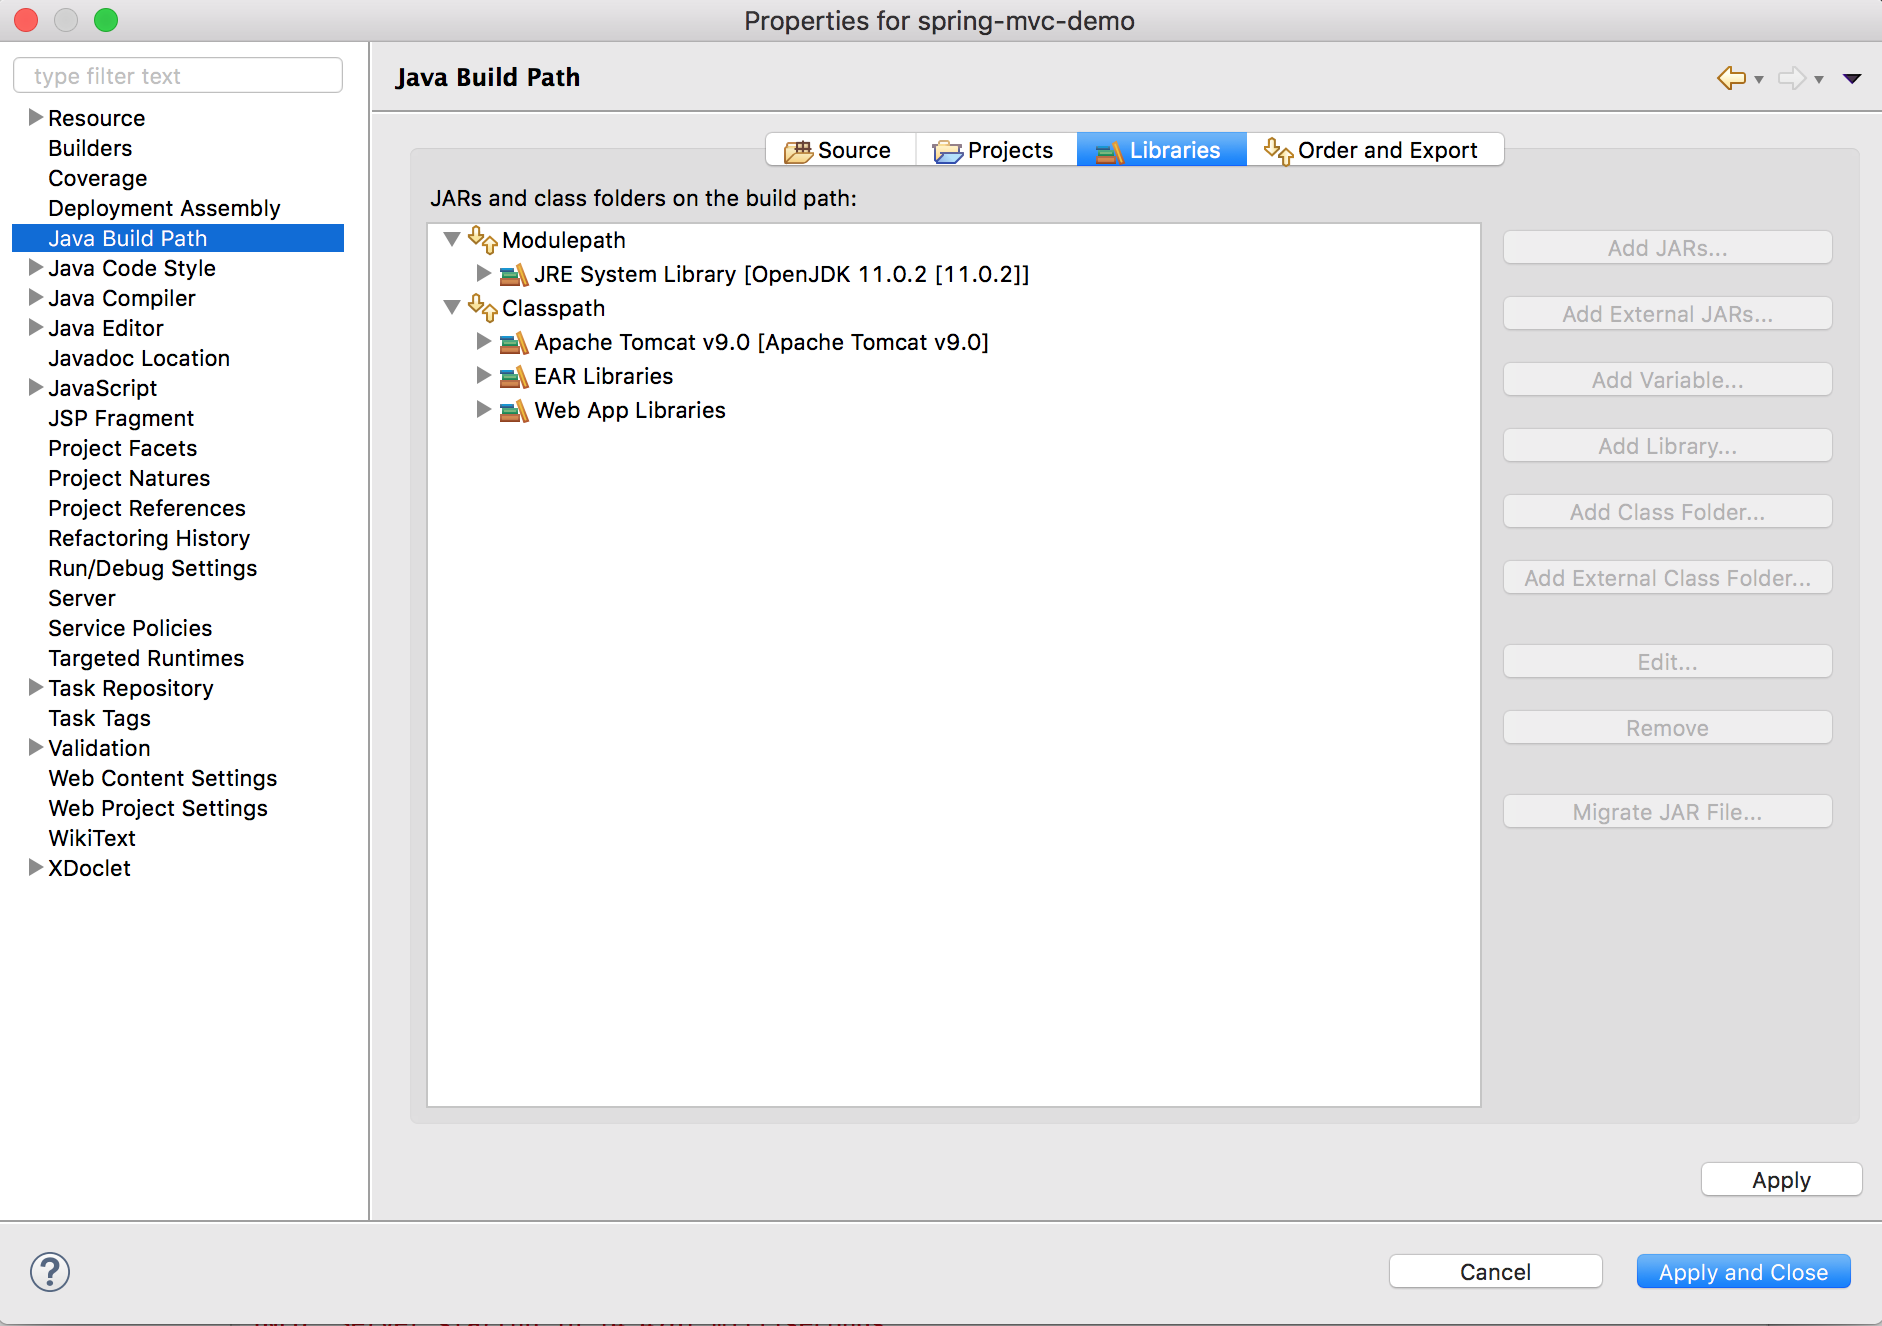 Properties for spring-mvc-demo
type filter text
Resource
Builders
Coverage
Deployment Assembly
Java Build Path
Java Code Style
Java Compiler
Java Editor
Javadoc Location
JavaScript
JSP Fragment
Project Facets
Project Natures
Project References
Refactoring History
Run/Debug Settings
Server
Service Policies
Targeted Runtimes
Task Repository
Task Tags
Validation
Web Content Settings
Web Project Settings
WikiText
XDoclet
Java Build Path
Source Projects Libraries Order and Export
JARs and class folders on the build path:
Modulepath
JRE System Library [OpenJDK 11.0.2 [11.0.2]]
Classpath
Apache Tomcat v9.0 [Apache Tomcat v9.0]
EAR Libraries
Web App Libraries
Add JARs...
Add External JARs...
Add Variable...
Add Library...
Add Class Folder...
Add External Class Folder...
Edit...
Remove
Migrate JAR File...
Apply
?
Cancel Apply and Close